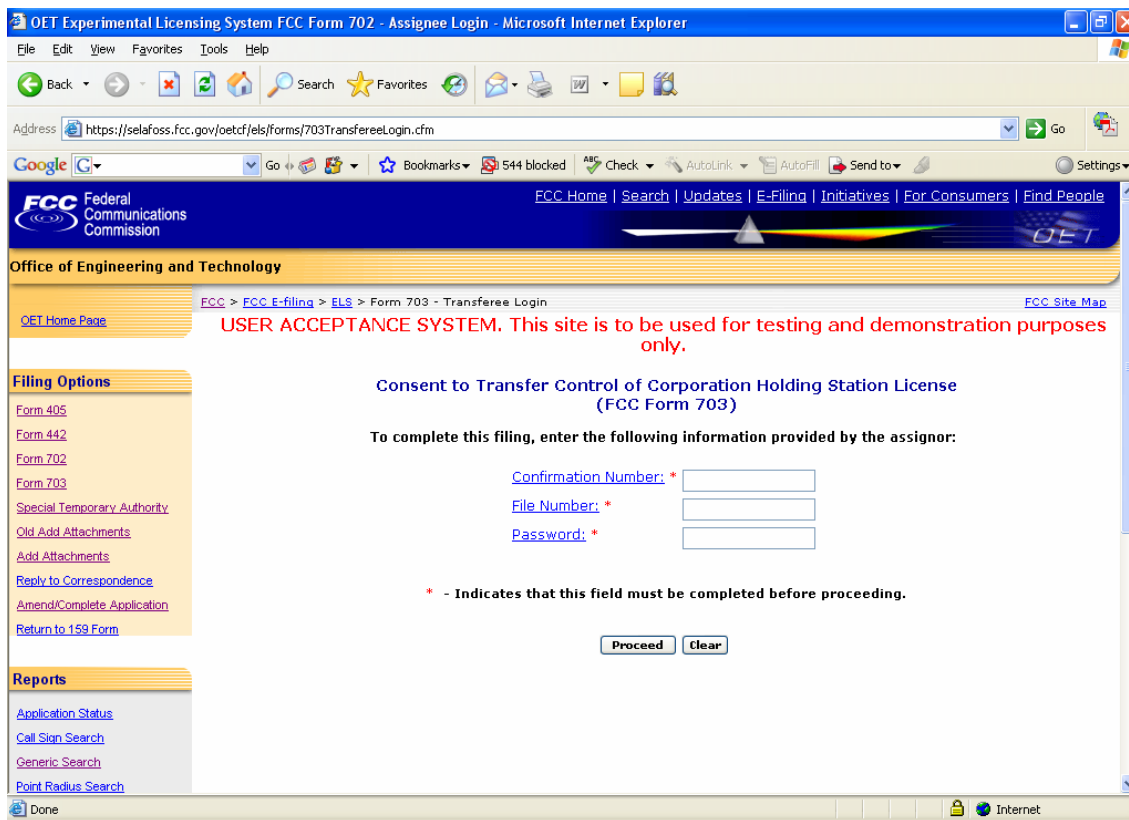 OET Experimental Licensing System FCC Form 702 - Assignee Login - Microsoft Internet Explorer
File Edit View Favorites Tools Help
Back Search Favorites
Address https://selafoss.fcc.gov/oetcf/els/forms/703TransfereeLogin.cfm Go
Google G Go Bookmarks 544 blocked ABC Check AutoLink AutoFill Send to Settings
FCC Federal Communications Commission
FCC Home | Search | Updates | E-Filing | Initiatives | For Consumers | Find People
OET
Office of Engineering and Technology
FCC > FCC E-filing > ELS > Form 703 - Transferee Login FCC Site Map
OET Home Page
USER ACCEPTANCE SYSTEM. This site is to be used for testing and demonstration purposes
only.
Filing Options
Form 405
Form 442
Form 702
Form 703
Special Temporary Authority
Old Add Attachments
Add Attachments
Reply to Correspondence
Amend/Complete Application
Return to 159 Form
Reports
Application Status
Call Sign Search
Generic Search
Point Radius Search
Consent to Transfer Control of Corporation Holding Station License
(FCC Form 703)
To complete this filing, enter the following information provided by the assignor:
Confirmation Number: *
File Number: *
Password: *
* - Indicates that this field must be completed before proceeding.
Proceed Clear
Done Internet